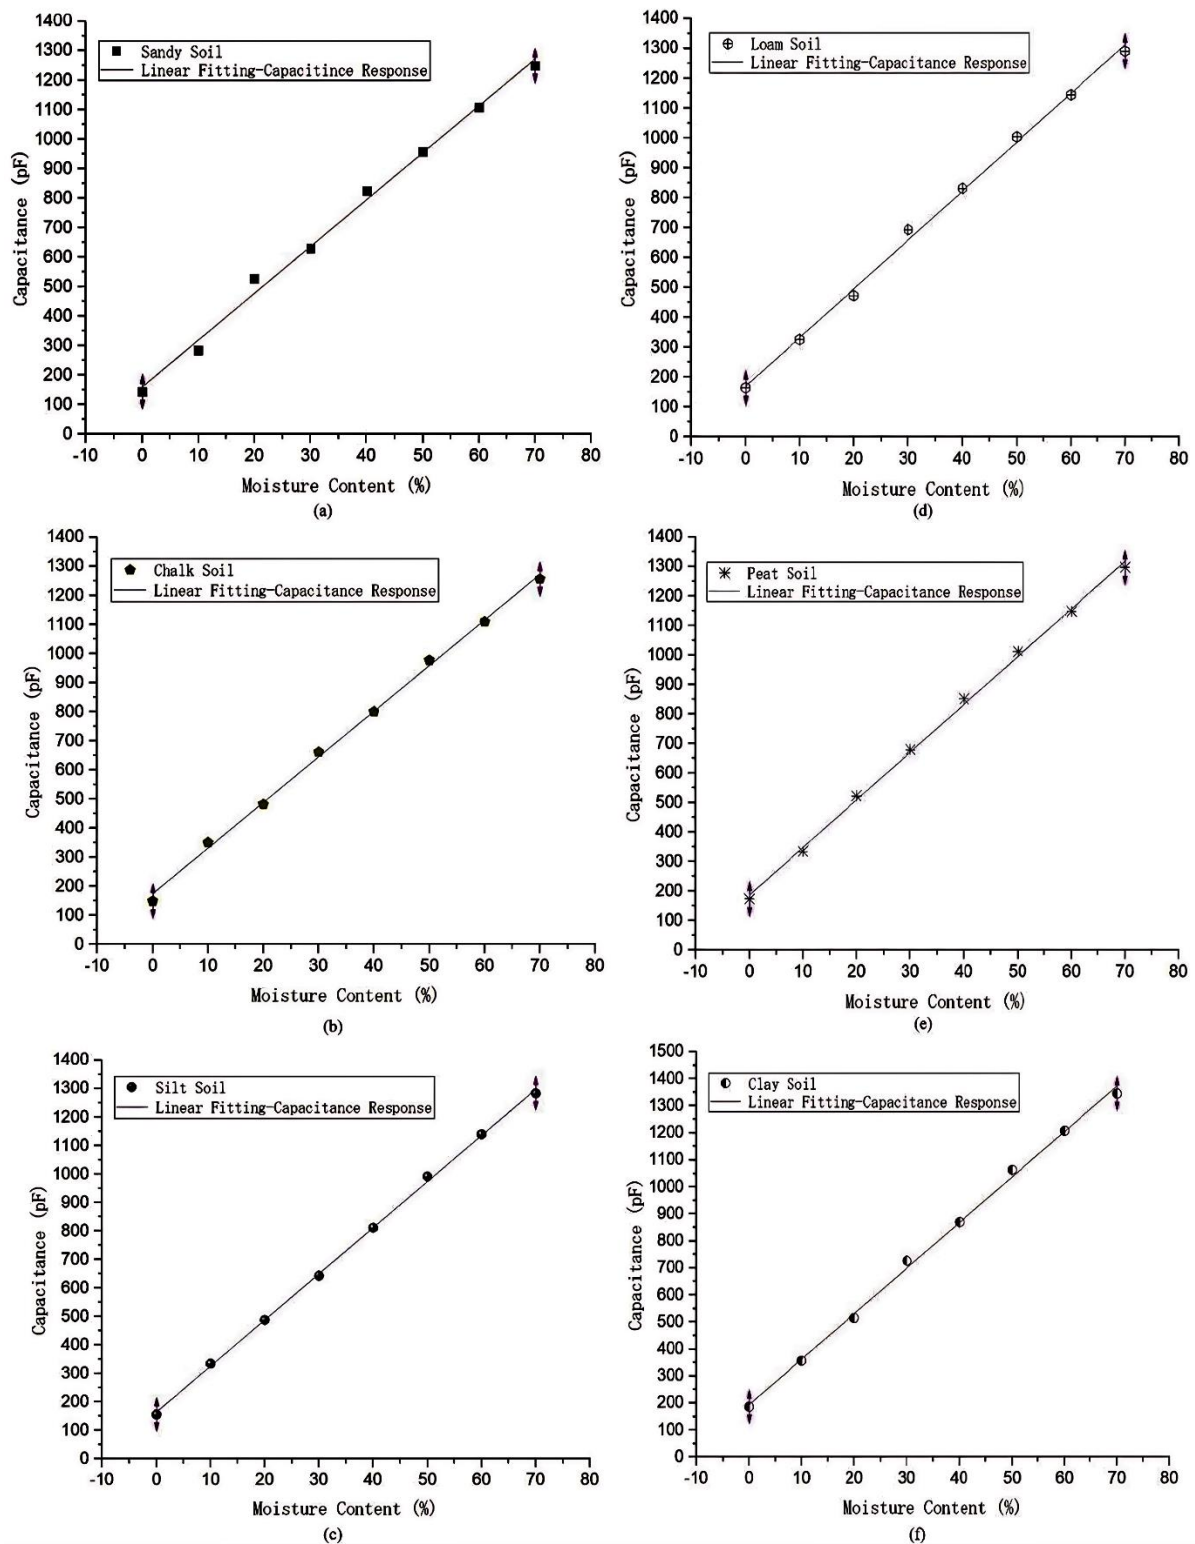 1400
1300
1200
1100
1000
900
800
700
600
500
400
300
200
100
0
Capacitance (pF)
Sandy Soil
Linear Fitting-Capacitince Response
-10 0 10 20 30 40 50 60 70 80
Moisture Content (%)
(a)
1400
1300
1200
1100
1000
900
800
700
600
500
400
300
200
100
0
Capacitance (pF)
Loam Soil
Linear Fitting-Capacitance Response
-10 0 10 20 30 40 50 60 70 80
Moisture Content (%)
(d)
1400
1300
1200
1100
1000
900
800
700
600
500
400
300
200
100
0
Capacitance (pF)
Chalk Soil
Linear Fitting-Capacitance Response
-10 0 10 20 30 40 50 60 70 80
Moisture Content (%)
(b)
1400
1300
1200
1100
1000
900
800
700
600
500
400
300
200
100
0
Capacitance (pF)
Peat Soil
Linear Fitting-Capacitance Response
-10 0 10 20 30 40 50 60 70 80
Moisture Content (%)
(e)
1400
1300
1200
1100
1000
900
800
700
600
500
400
300
200
100
0
Capacitance (pF)
Silt Soil
Linear Fitting-Capacitance Response
-10 0 10 20 30 40 50 60 70 80
Moisture Content (%)
(c)
1500
1400
1300
1200
1100
1000
900
800
700
600
500
400
300
200
100
0
Capacitance (pF)
Clay Soil
Linear Fitting-Capacitance Response
-10 0 10 20 30 40 50 60 70 80
Moisture Content (%)
(f)